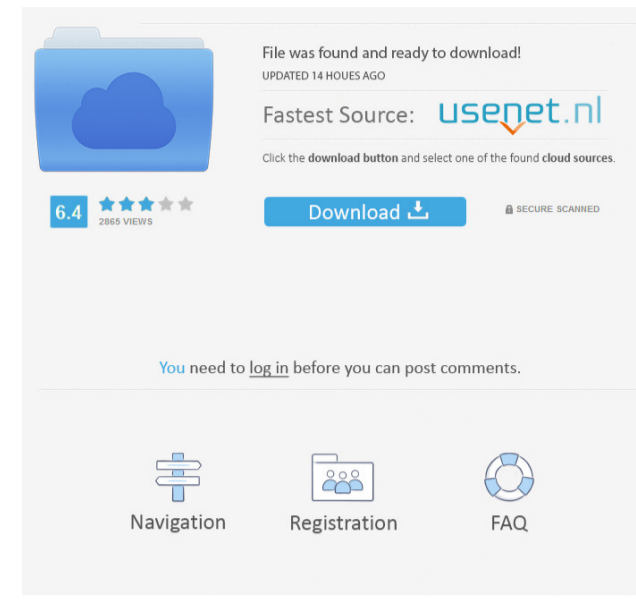 File was found and ready to download!
UPDATED 14 HOUES AGO
Fastest Source: usenet.nl
Click the download button and select one of the found cloud sources.
6.4
2865 VIEWS
Download
SECURE SCANNED
You need to log in before you can post comments.
Navigation
Registration
FAQ